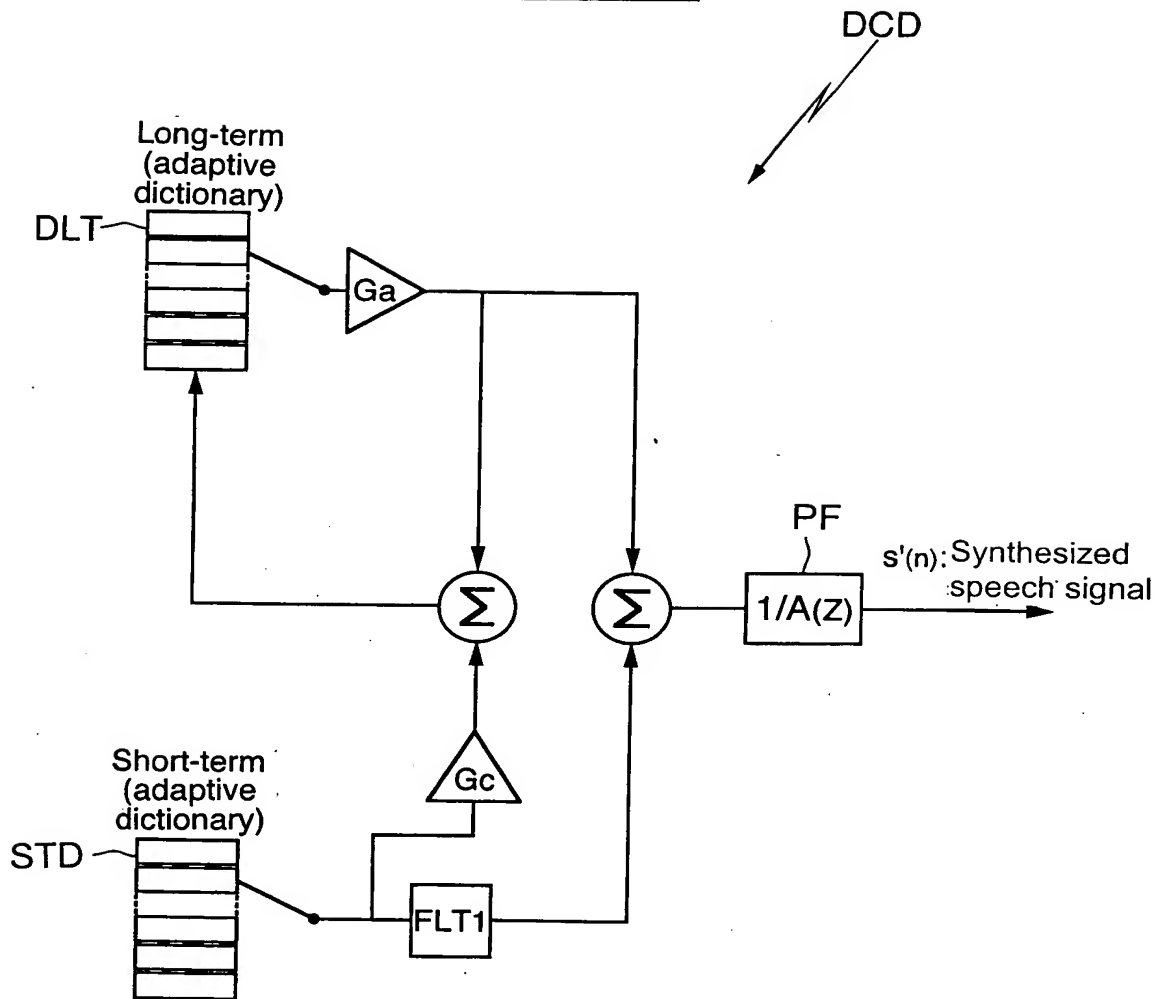 DCD
Long-term
(adaptive
dictionary)
DLT
Ga
PF
s'(n): Synthesized
speech signal
Σ
Σ
1/A(Z)
Short-term
(adaptive
dictionary)
Gc
STD
FLT1